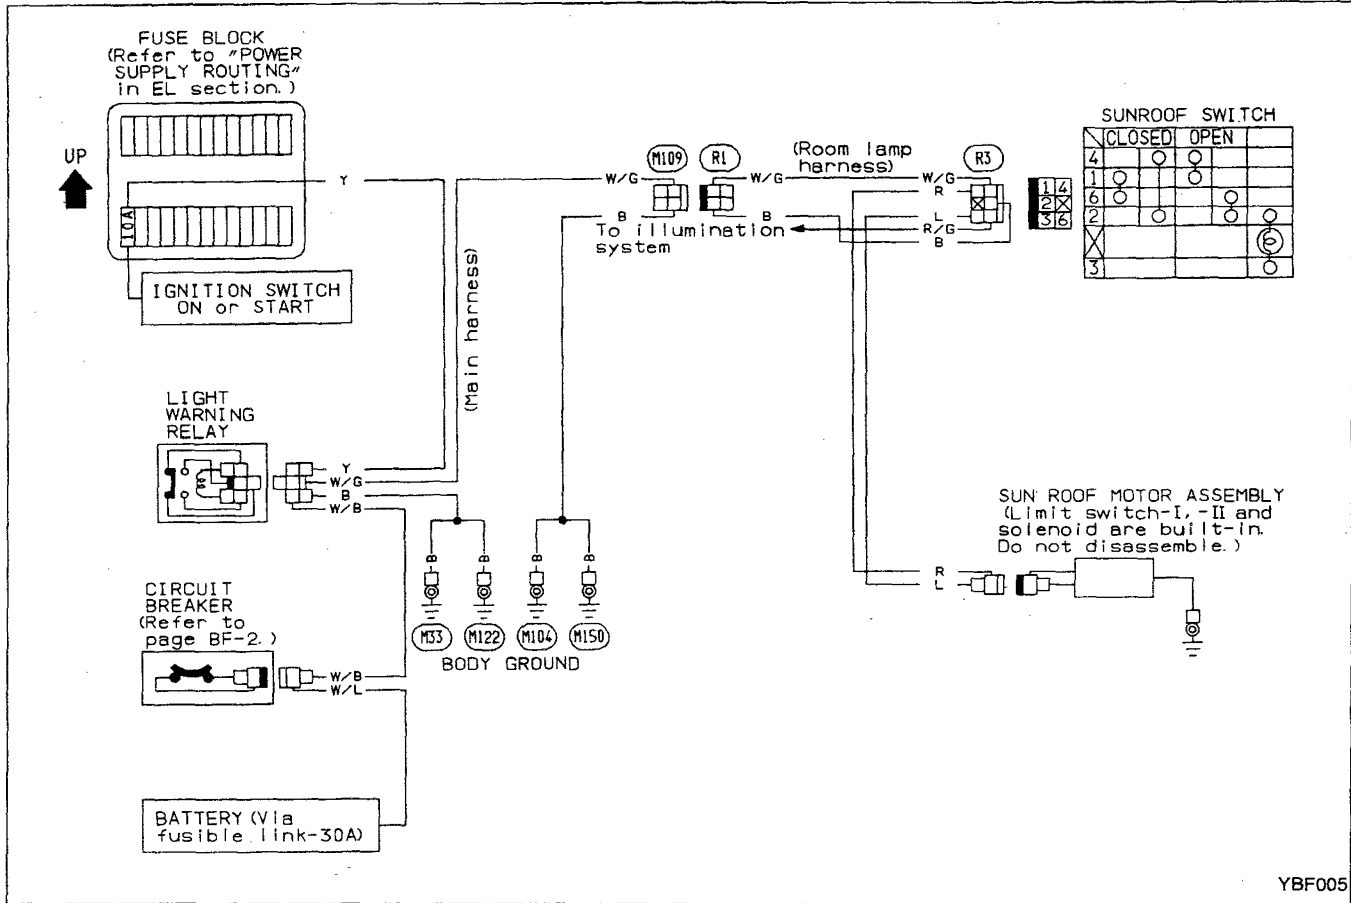 FUSE BLOCK
(Refer to "POWER
SUPPLY ROUTING"
in EL section.)
UP
10A
Y
IGNITION SWITCH
ON or START
(Main harness)
LIGHT
WARNING
RELAY
Y
W/G
B
W/B
CIRCUIT
BREAKER
(Refer to
page BF-2.)
W/B
W/L
BATTERY (Via
fusible link-30A)
B
B
B
B
M33
M122
M104
M150
BODY GROUND
M109
R1
(Room lamp
harness)
R3
W/G
W/G
W/G
R
B
B
L
R/G
B
To illumination
system
1 4
2
3 6
SUNROOF SWITCH
CLOSED OPEN
4
1
6
2
3
SUN ROOF MOTOR ASSEMBLY
(Limit switch-I, -II and
solenoid are built-in.
Do not disassemble.)
R
L
YBF005